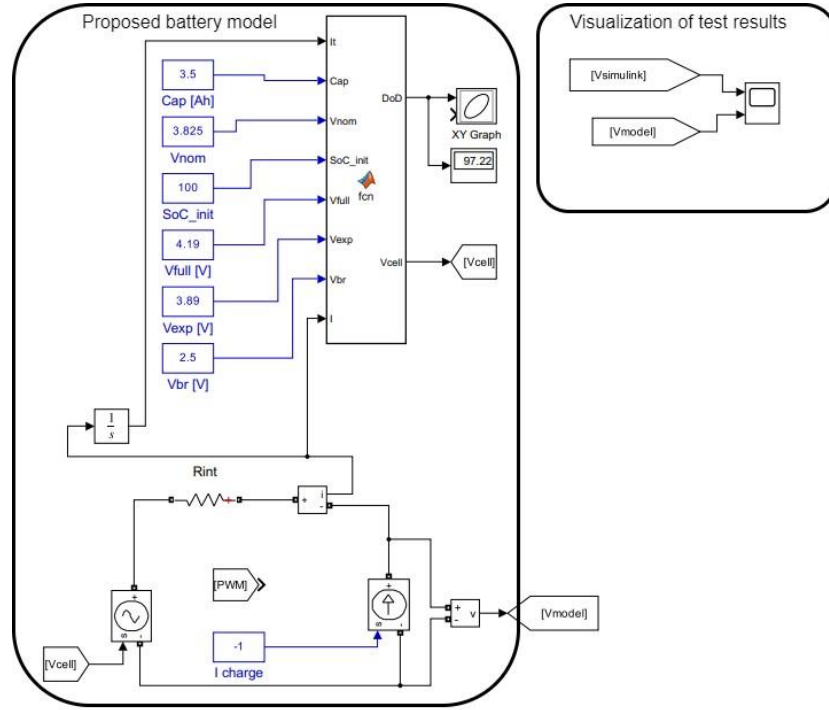 Proposed battery model
Visualization of test results
It
3.5
Cap [Ah]
Cap
3.825
Vnom
Vnom
100
SoC_init
SoC_init
4.19
Vfull [V]
Vfull
3.89
Vexp [V]
Vexp
2.5
Vbr [V]
Vbr
I
fcn
DoD
XY Graph
97.22
Vcell
[Vcell]
[Vsimulink]
[Vmodel]
1
s
Rint
+
+
i
-
[PWM]
+
s
-
+
s
-
-1
I charge
+
-
v
[Vmodel]
[Vcell]